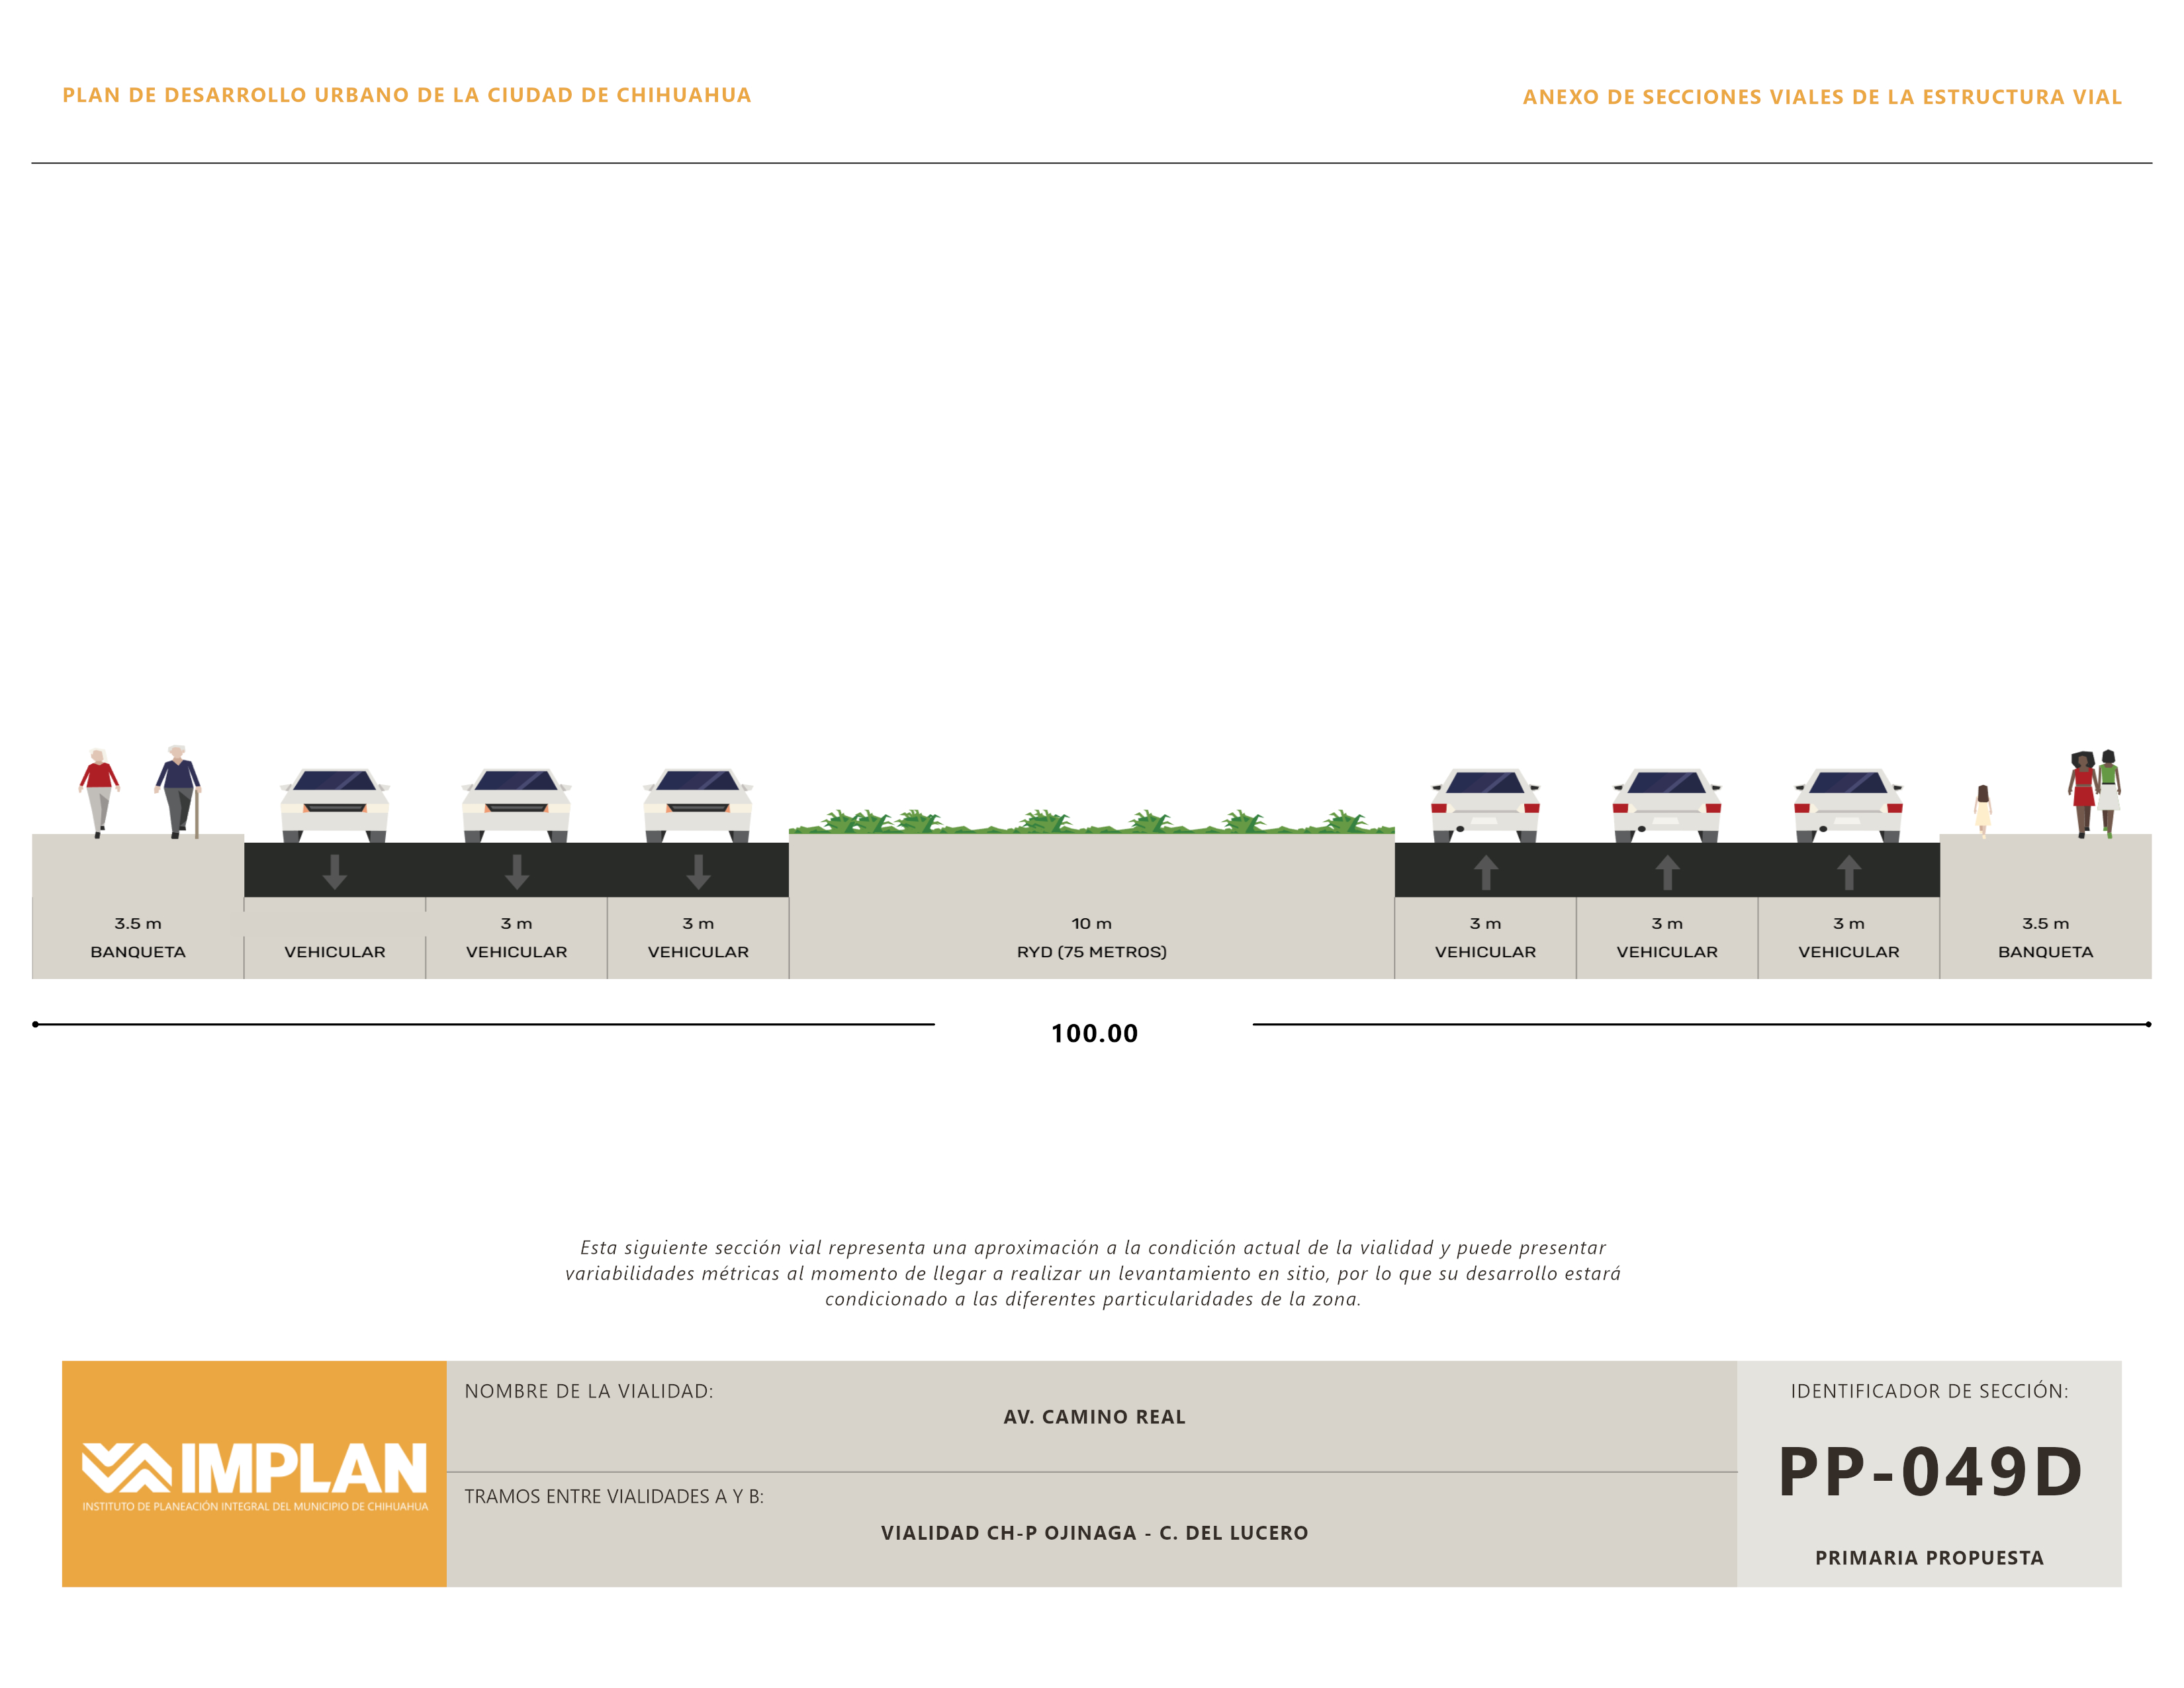 PLAN DE DESARROLLO URBANO DE LA CIUDAD DE CHIHUAHUA
ANEXO DE SECCIONES VIALES DE LA ESTRUCTURA VIAL
3.5 m
BANQUETA
VEHICULAR
3 m
VEHICULAR
3 m
VEHICULAR
10 m
RYD (75 METROS)
3 m
VEHICULAR
3 m
VEHICULAR
3 m
VEHICULAR
3.5 m
BANQUETA
100.00
Esta siguiente sección vial representa una aproximación a la condición actual de la vialidad y puede presentar
variabilidades métricas al momento de llegar a realizar un levantamiento en sitio, por lo que su desarrollo estará
condicionado a las diferentes particularidades de la zona.
IMPLAN
INSTITUTO DE PLANEACIÓN INTEGRAL DEL MUNICIPIO DE CHIHUAHUA
NOMBRE DE LA VIALIDAD:
AV. CAMINO REAL
TRAMOS ENTRE VIALIDADES A Y B:
VIALIDAD CH-P OJINAGA - C. DEL LUCERO
IDENTIFICADOR DE SECCIÓN:
PP-049D
PRIMARIA PROPUESTA